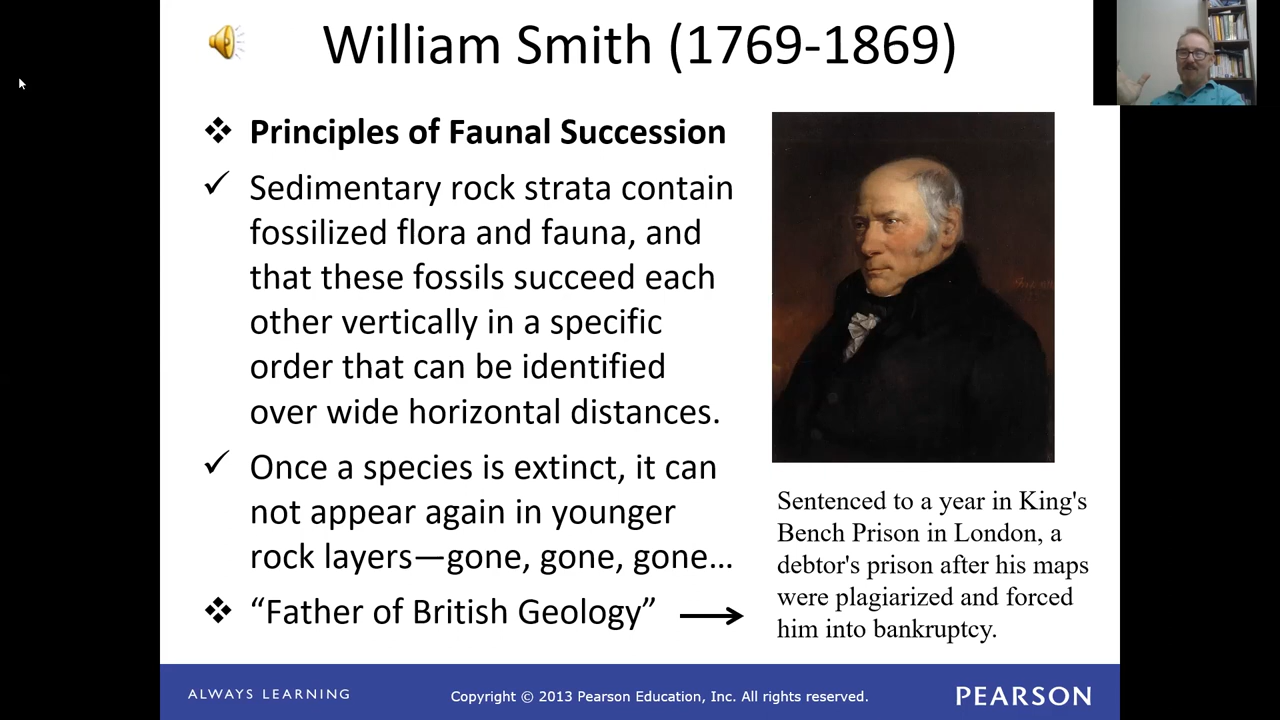 William Smith (1769-1869)
Principles of Faunal Succession
Sedimentary rock strata contain
fossilized flora and fauna, and
that these fossils succeed each
other vertically in a specific
order that can be identified
over wide horizontal distances.
Once a species is extinct, it can
not appear again in younger
rock layers—gone, gone, gone…
“Father of British Geology”
Sentenced to a year in King's
Bench Prison in London, a
debtor's prison after his maps
were plagiarized and forced
him into bankruptcy.
ALWAYS LEARNING
Copyright © 2013 Pearson Education, Inc. All rights reserved.
PEARSON